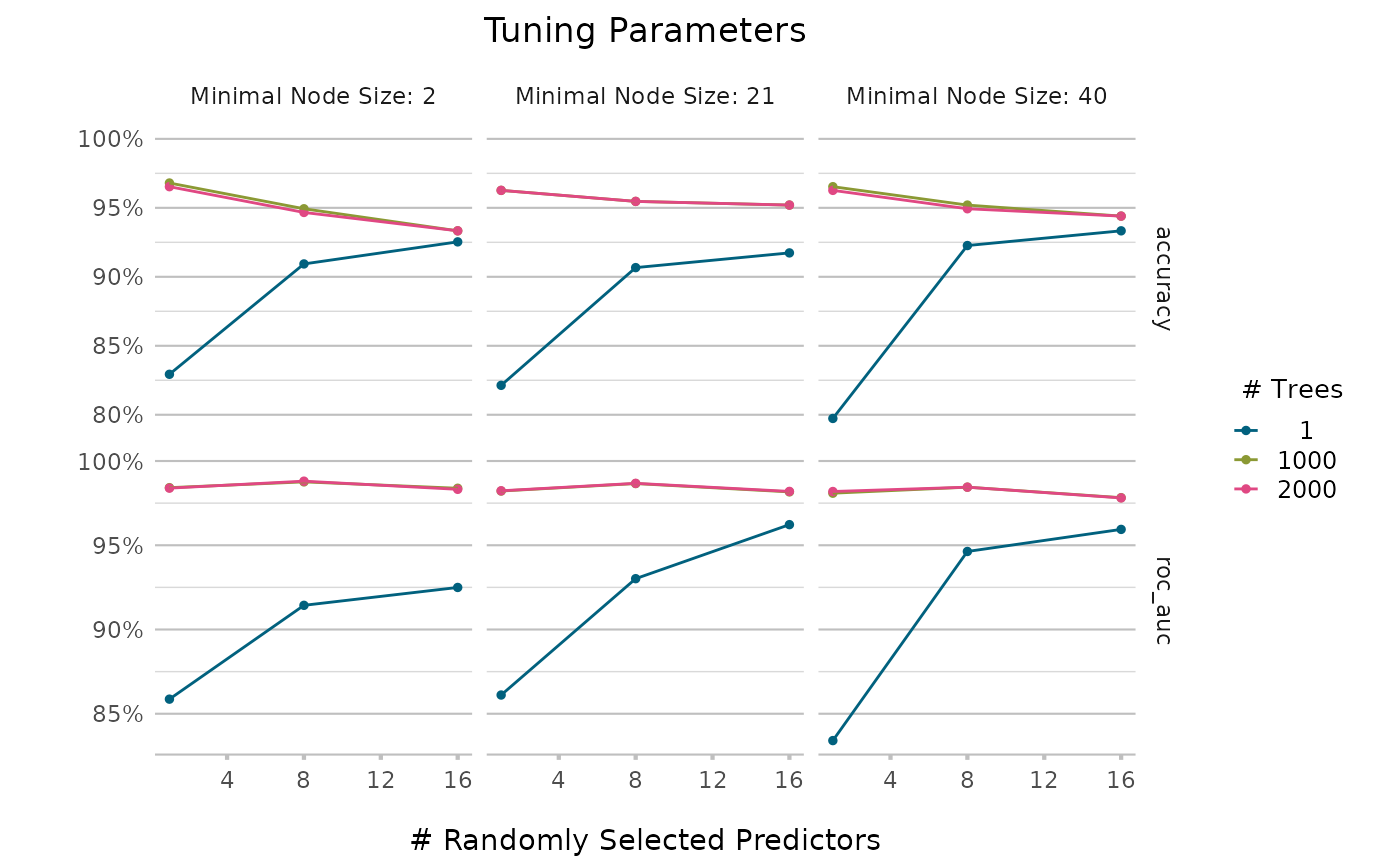 Tuning Parameters
Minimal Node Size: 2
Minimal Node Size: 21
Minimal Node Size: 40
100%
95%
90%
85%
80%
accuracy
100%
95%
90%
85%
roc_auc
4 8 12 16
4 8 12 16
4 8 12 16
# Randomly Selected Predictors
# Trees
1
1000
2000